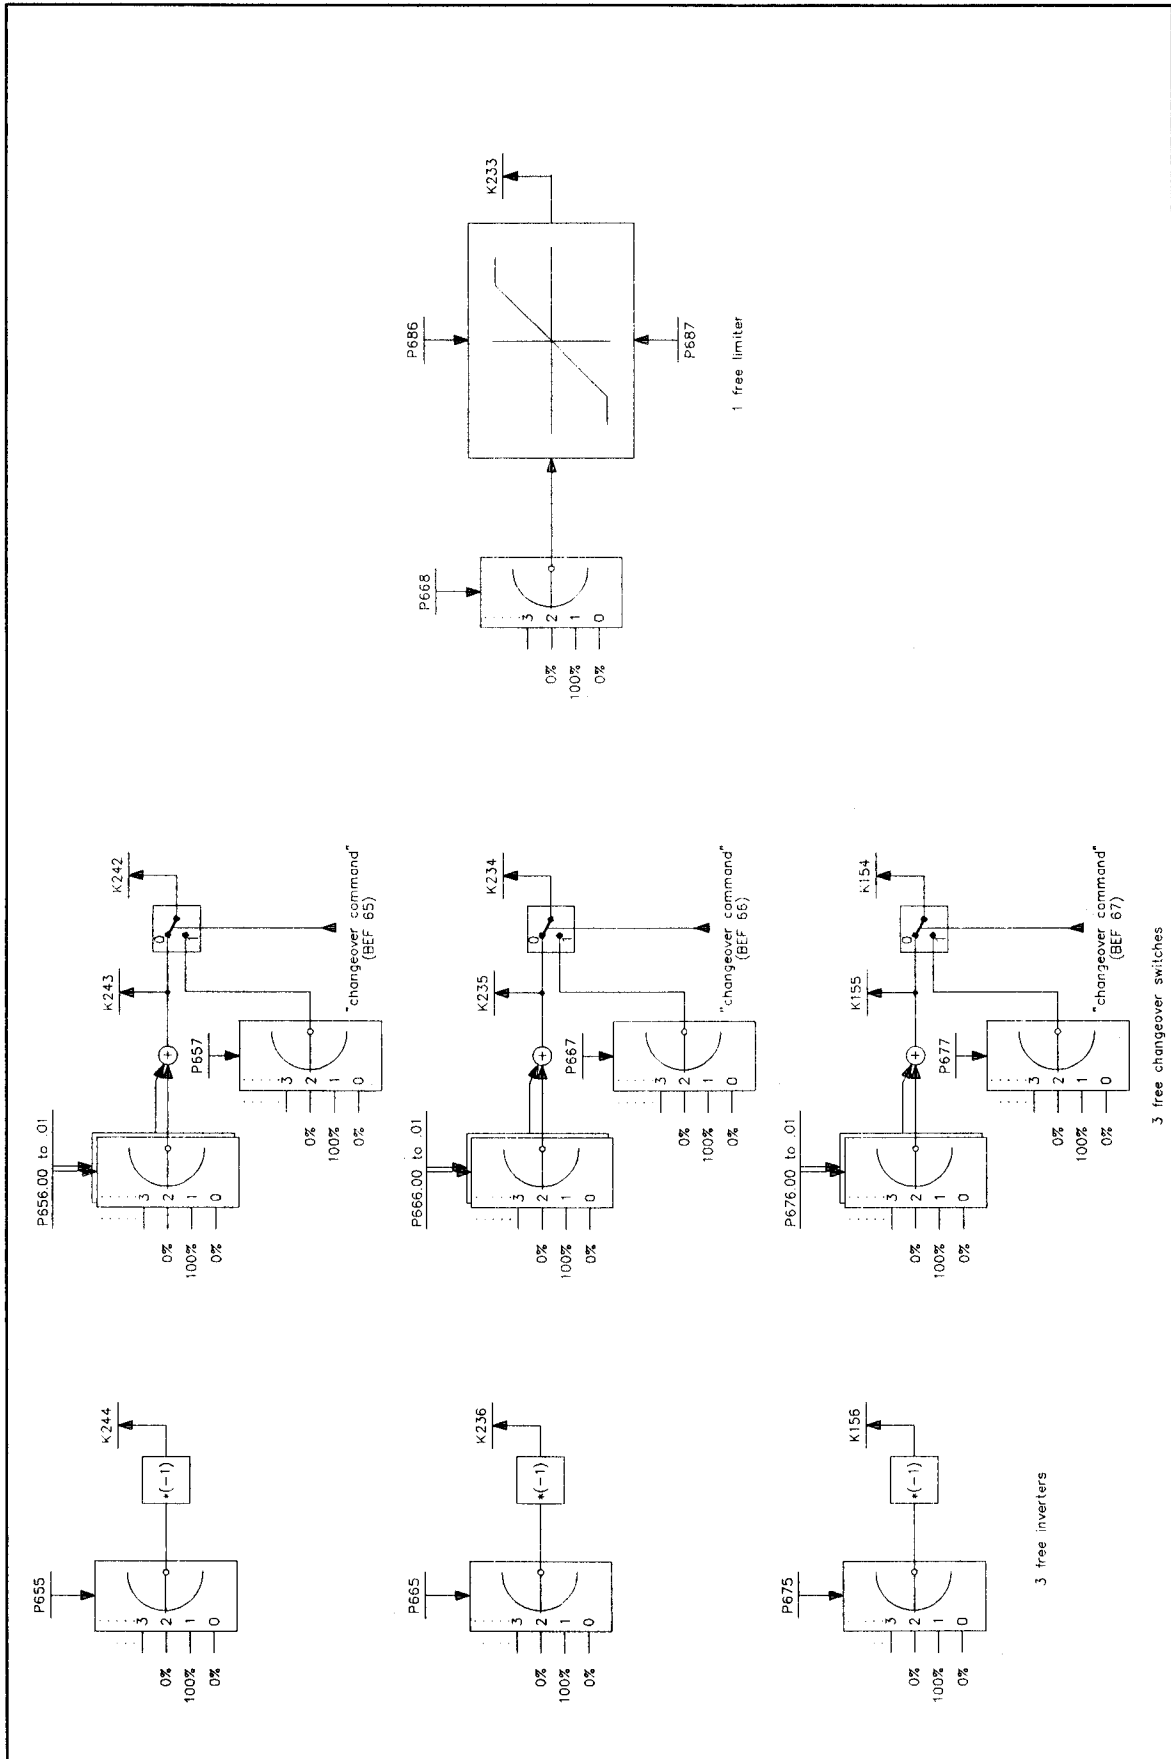 P655
3
2
1
0
0%
100%
0%
*(-1)
K244
P665
3
2
1
0
0%
100%
0%
*(-1)
K236
P675
3
2
1
0
0%
100%
0%
*(-1)
K156
3 free inverters
P656.00 to .01
3
2
1
0
0%
100%
0%
+
K243
P657
3
2
1
0
0%
100%
0%
0
1
K242
"changeover command"
(BEF 65)
P666.00 to .01
3
2
1
0
0%
100%
0%
+
K235
P667
3
2
1
0
0%
100%
0%
0
1
K234
"changeover command"
(BEF 66)
P676.00 to .01
3
2
1
0
0%
100%
0%
+
K155
P677
3
2
1
0
0%
100%
0%
0
1
K154
"changeover command"
(BEF 67)
3 free changeover switches
P668
3
2
1
0
0%
100%
0%
P686
K233
P687
1 free limiter